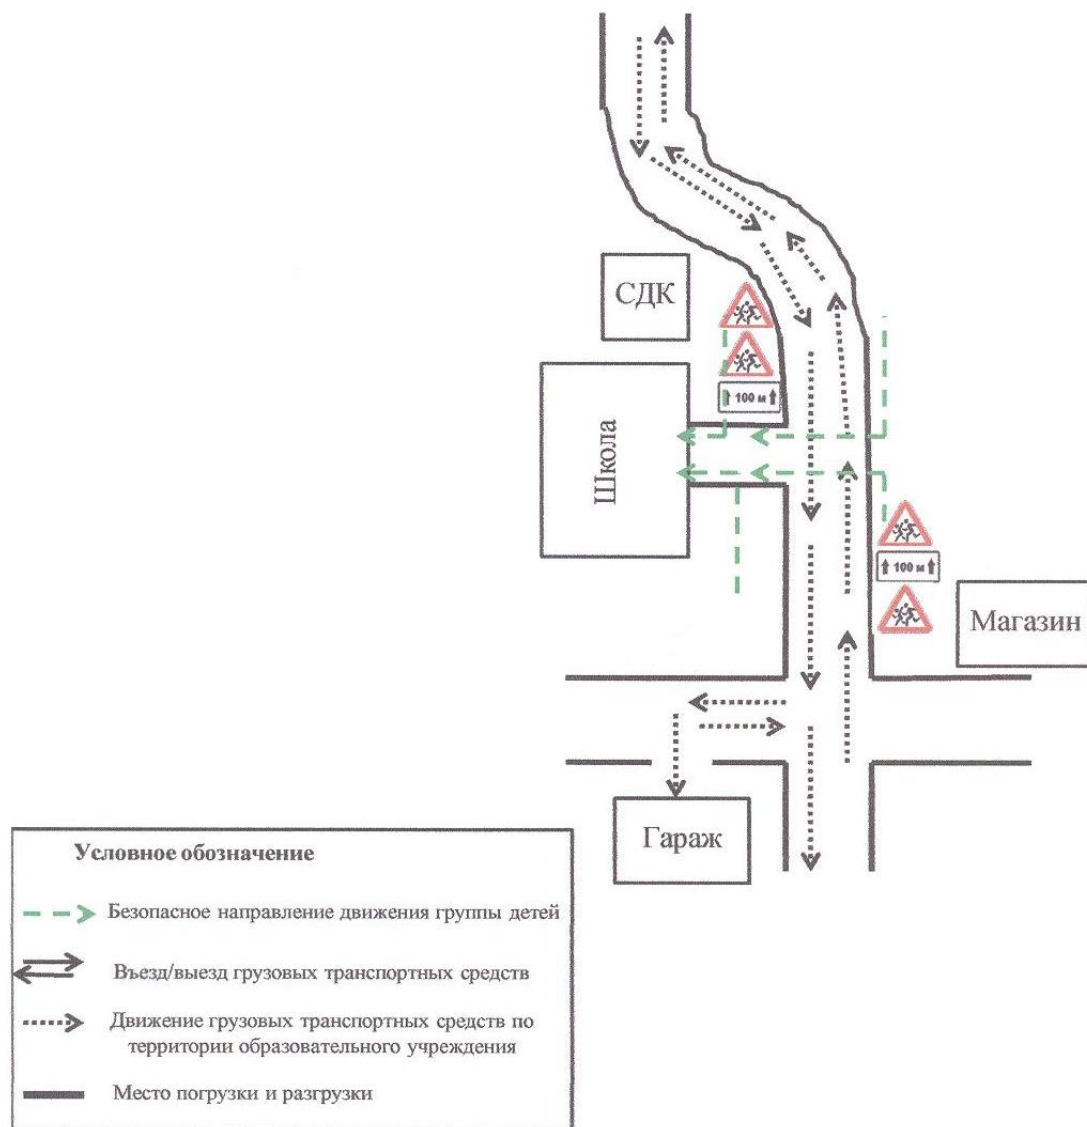 СДК
100 м
Школа
100 м
Магазин
Гараж
Условное обозначение
Безопасное направление движения группы детей
Въезд/выезд грузовых транспортных средств
Движение грузовых транспортных средств по
территории образовательного учреждения
Место погрузки и разгрузки